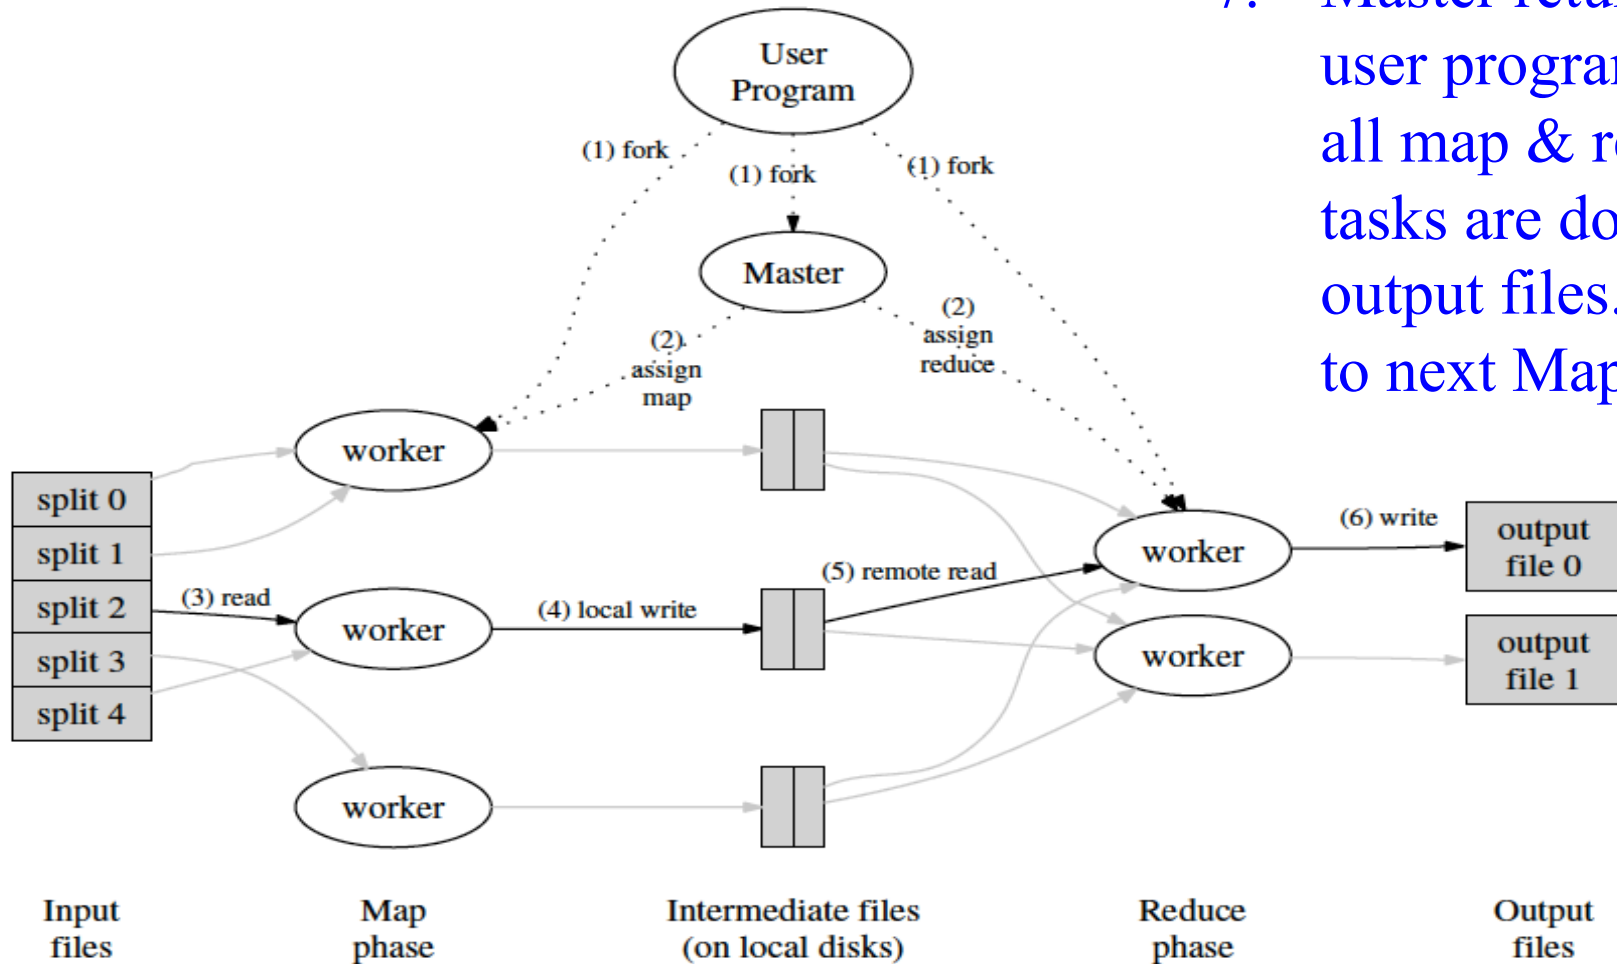 7. Master
user
all map &
tasks are
output files.
to next
User
Program
(1) fork
(1) fork
(1) fork
Master
(2)
assign
map
(2)
assign
reduce
worker
split 0
split 1
split 2
split 3
split 4
(3) read
worker
(4) local write
(5) remote read
worker
(6) write
output
file 0
worker
output
file 1
worker
Input
files
Map
phase
Intermediate files
(on local disks)
Reduce
phase
Output
files